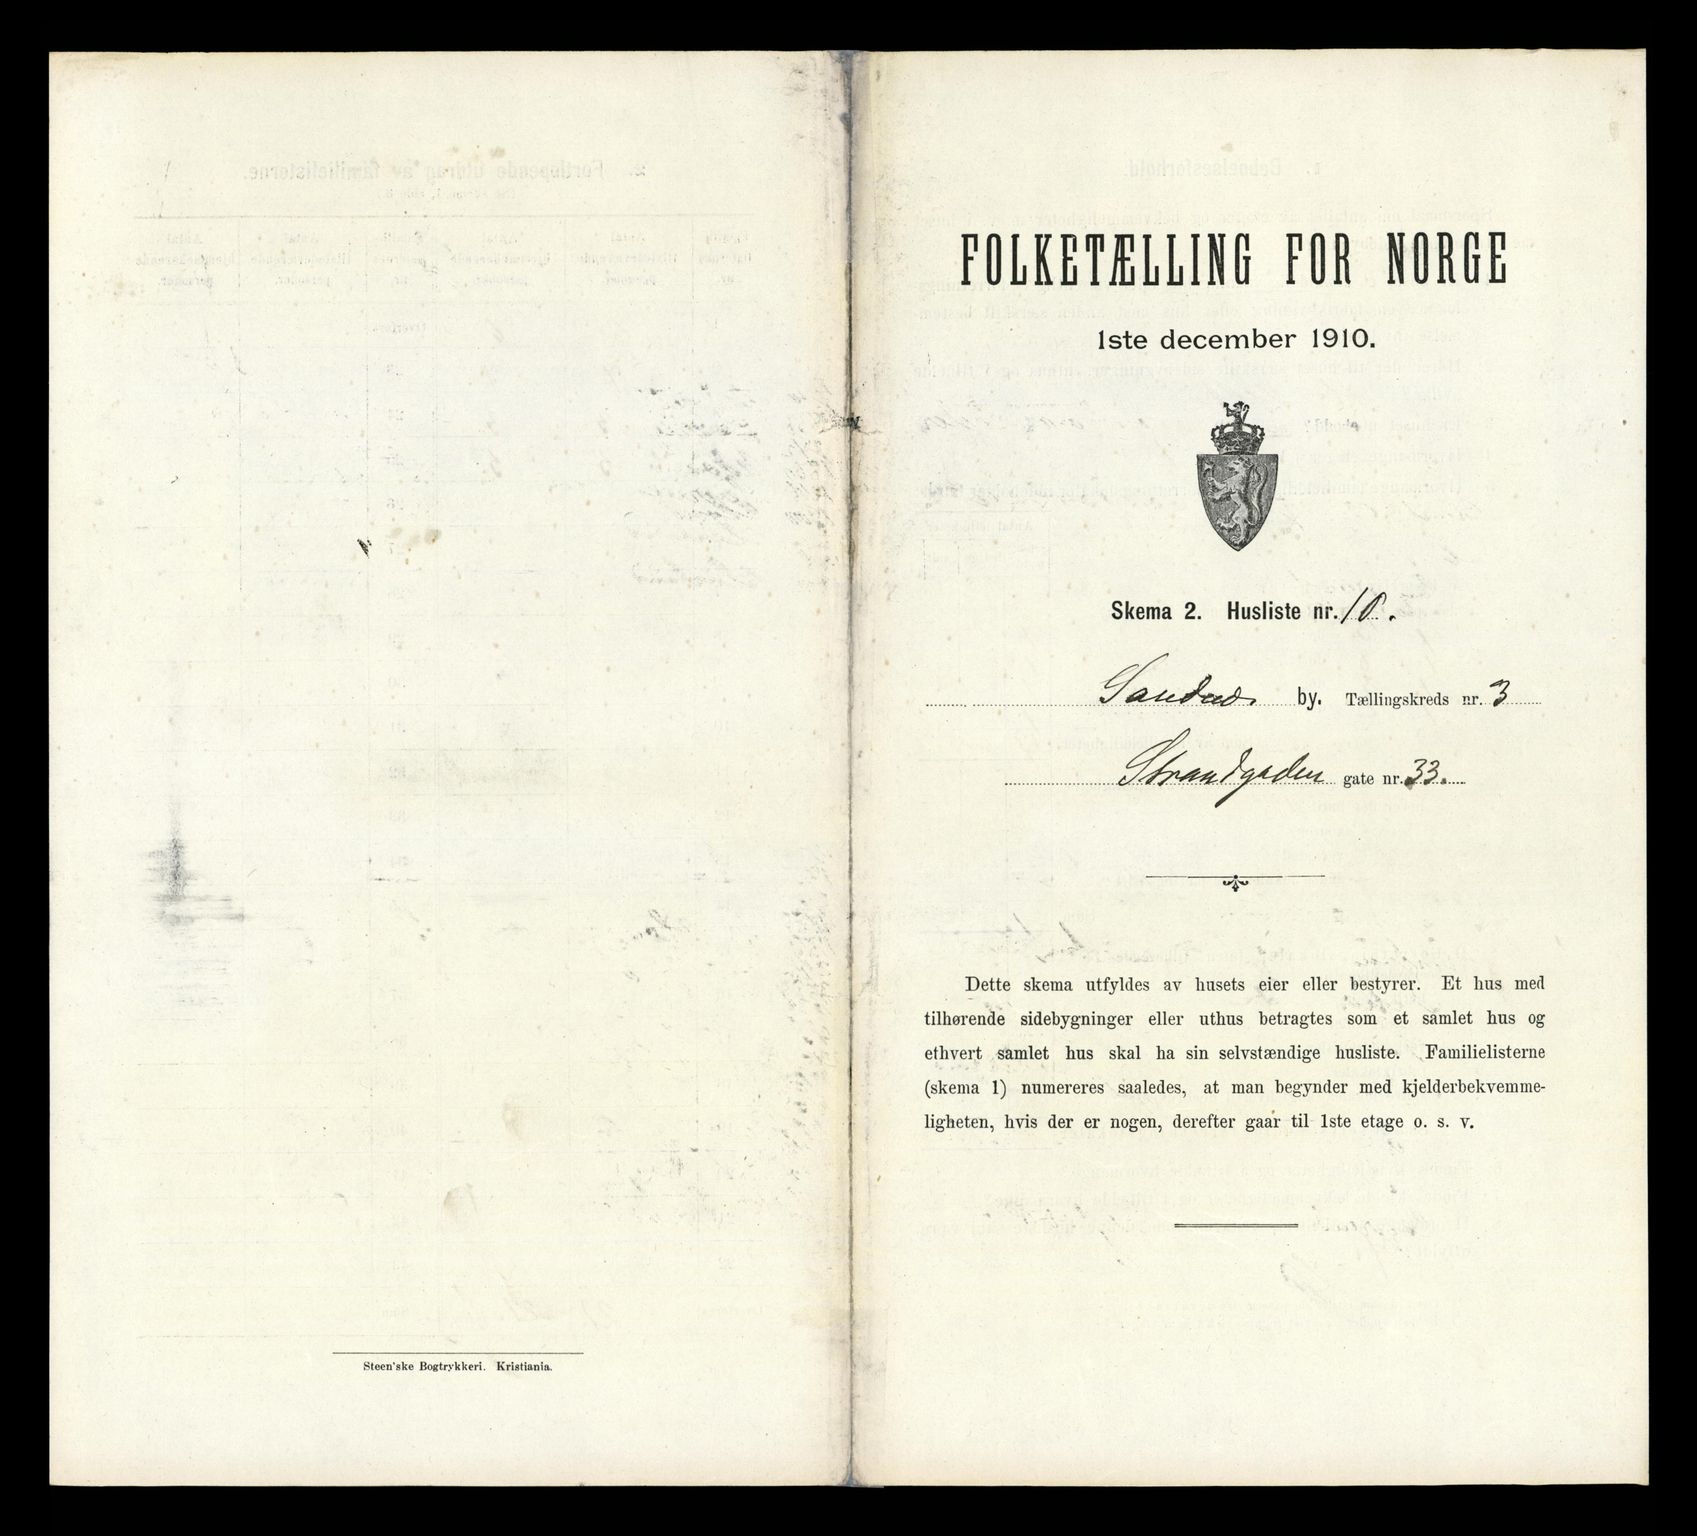 FOLKETÆLLING FOR NORGE
1ste december 1910.
Skema 2. Husliste nr. 10.
Sandnes by. Tællingskreds nr. 3
Strandgaden gate nr. 33.
Dette skema utfyldes av husets eier eller bestyrer. Et hus med
tilhørende sidebygninger eller uthus betragtes som et samlet hus og
ethvert samlet hus skal ha sin selvstændige husliste. Familielisterne
(skema 1) numereres saaledes, at man begynder med kjelderbekvemme-
ligheten, hvis der er nogen, derefter gaar til 1ste etage o. s. v.
Steen'ske Bogtrykkeri. Kristiania.